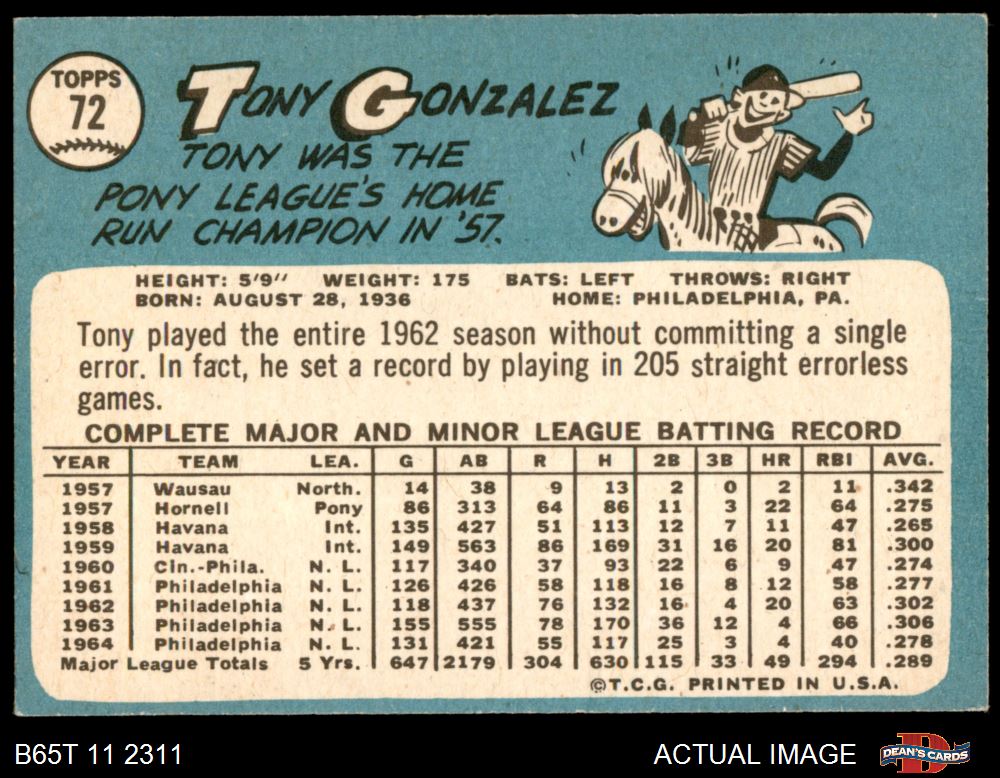 TOPPS
72
TONY GONZALEZ
TONY WAS THE
PONY LEAGUE'S HOME
RUN CHAMPION IN '57.
HEIGHT: 5'9" WEIGHT: 175 BATS: LEFT THROWS: RIGHT
BORN: AUGUST 28, 1936 HOME: PHILADELPHIA, PA.
Tony played the entire 1962 season without committing a single
error. In fact, he set a record by playing in 205 straight errorless
games.
COMPLETE MAJOR AND MINOR LEAGUE BATTING RECORD
YEAR TEAM LEA. G AB R H 2B 3B HR RBI AVG.
1957 Wausau North. 14 38 9 13 2 0 2 11 .342
1957 Hornell Pony 86 313 64 86 11 3 22 64 .275
1958 Havana Int. 135 427 51 113 12 7 11 47 .265
1959 Havana Int. 149 563 86 169 31 16 20 81 .300
1960 Cin.-Phila. N. L. 117 340 37 93 22 6 9 47 .274
1961 Philadelphia N. L. 126 426 58 118 16 8 12 58 .277
1962 Philadelphia N. L. 118 437 76 132 16 4 20 63 .302
1963 Philadelphia N. L. 155 555 78 170 36 12 4 66 .306
1964 Philadelphia N. L. 131 421 55 117 25 3 4 40 .278
Major League Totals 5 Yrs. 647 2179 304 630 115 33 49 294 .289
©T.C.G. PRINTED IN U.S.A.
B65T 11 2311 ACTUAL IMAGE DEAN'S CARDS